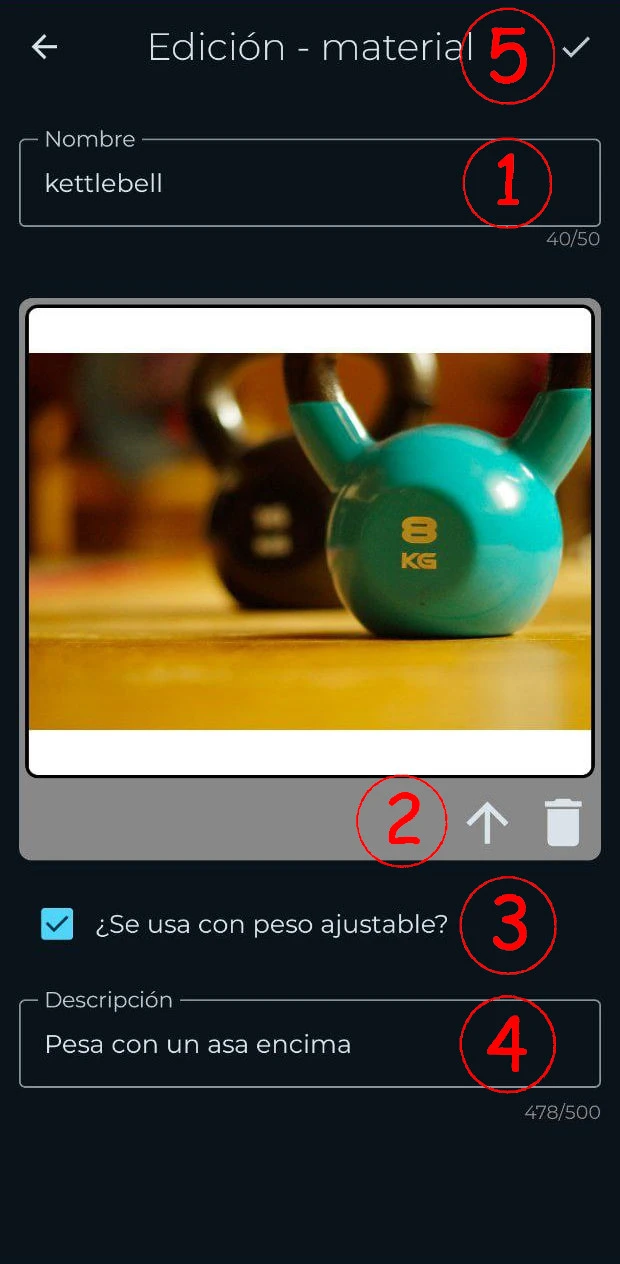 Edición - material 5
Nombre
kettlebell 1
40/50
8
KG
2
¿Se usa con peso ajustable? 3
Descripción
Pesa con un asa encima 4
478/500